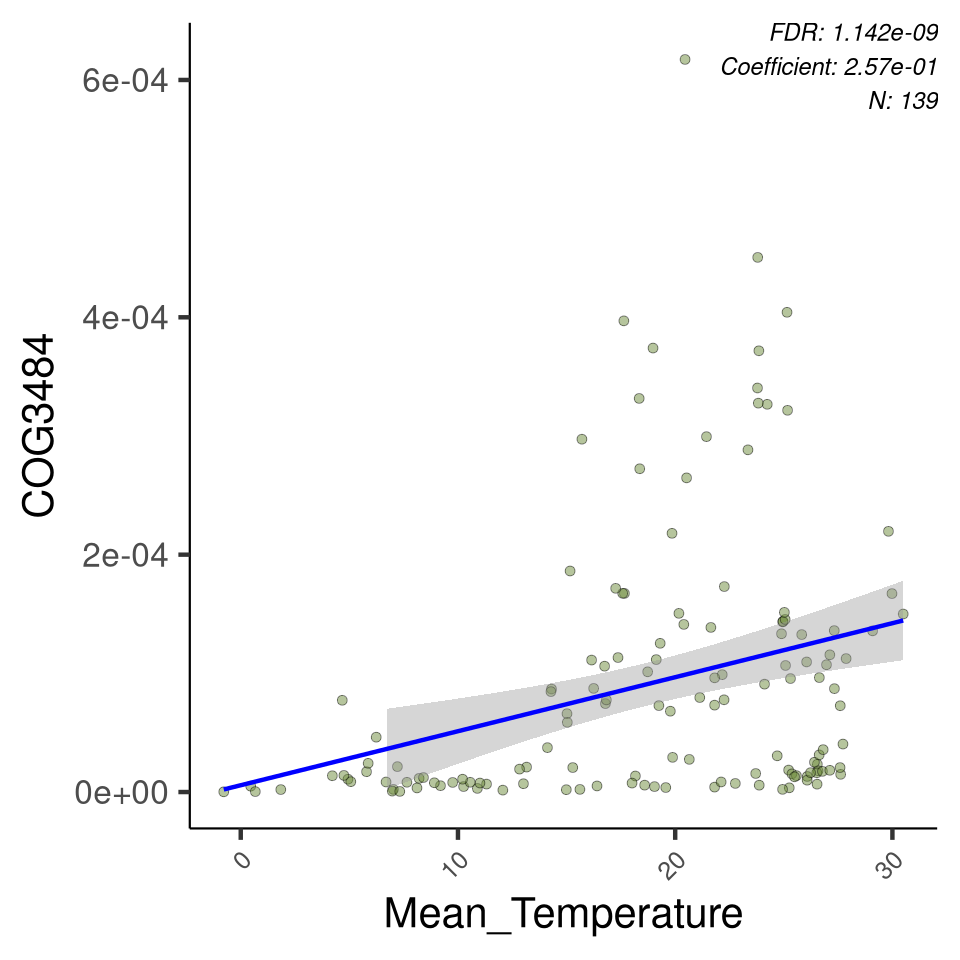 FDR: 1.142e-09
Coefficient: 2.57e-01
N: 139
6e-04
4e-04
2e-04
0e+00
COG3484
0
10
20
30
Mean_Temperature